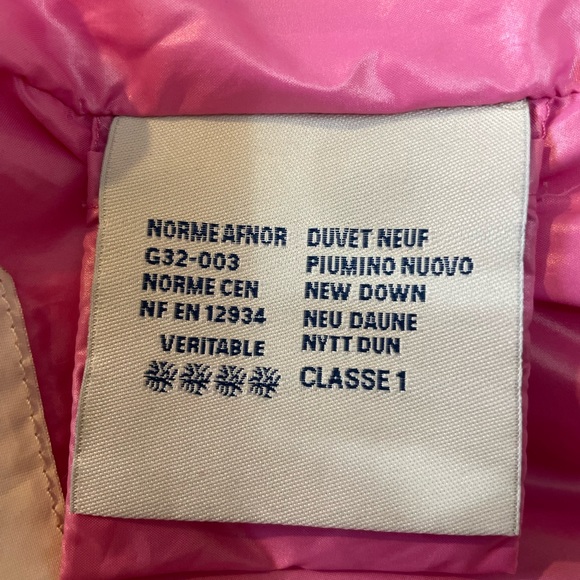 NORME AFNOR
G32-003
NORME CEN
NF EN 12934
VERITABLE
DUVET NEUF
PIUMINO NUOVO
NEW DOWN
NEU DAUNE
NYTT DUN
CLASSE 1